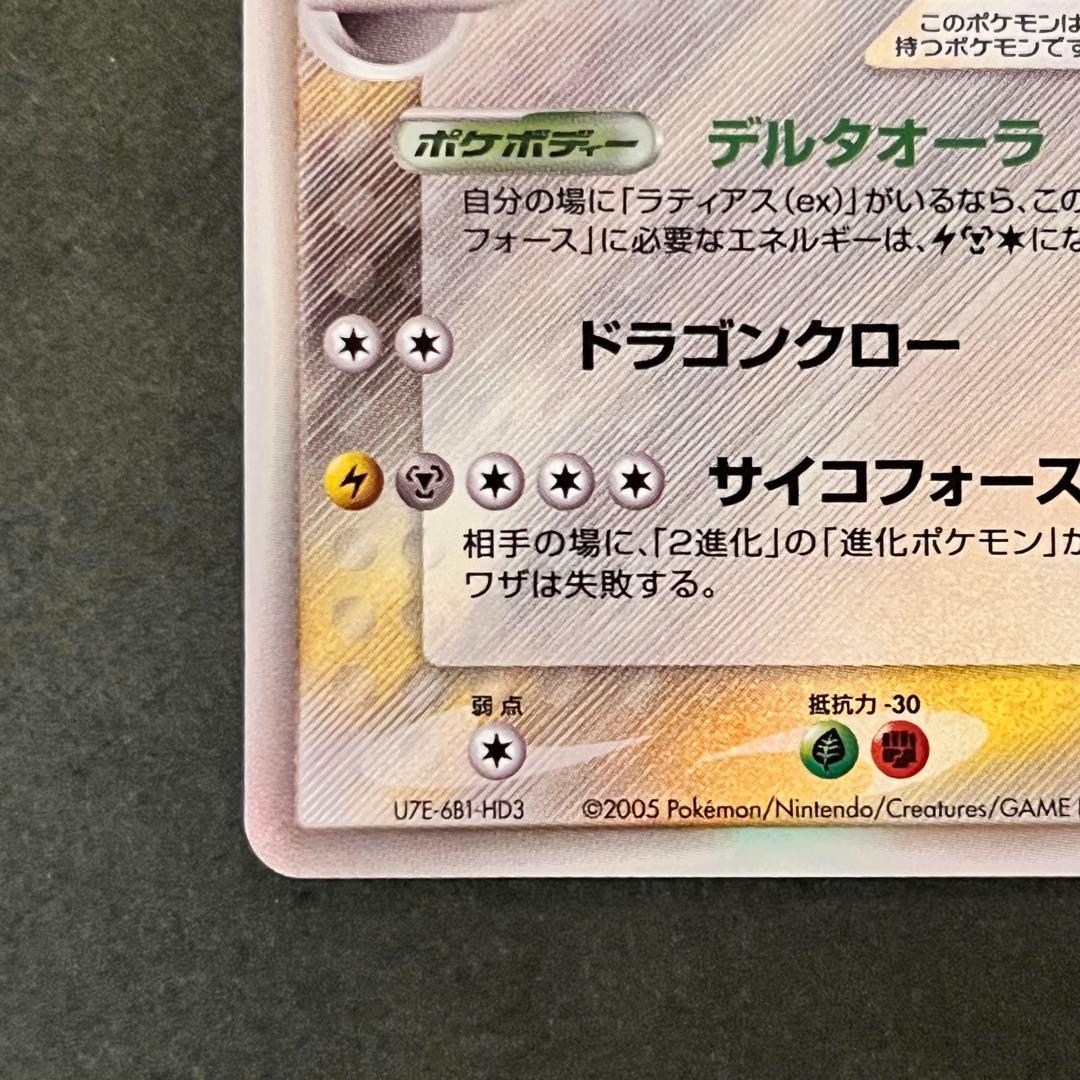 このポケモンは
持つポケモンです
ポケボディー デルタオーラ
自分の場に「ラティアス(ex)」がいるなら、この
フォース」に必要なエネルギーは、にな
ドラゴンクロー
サイコフォース
相手の場に、「2進化」の「進化ポケモン」が
ワザは失敗する。
弱点 抵抗力 -30
U7E-6B1-HD3 ©2005 Pokémon/Nintendo/Creatures/GAME